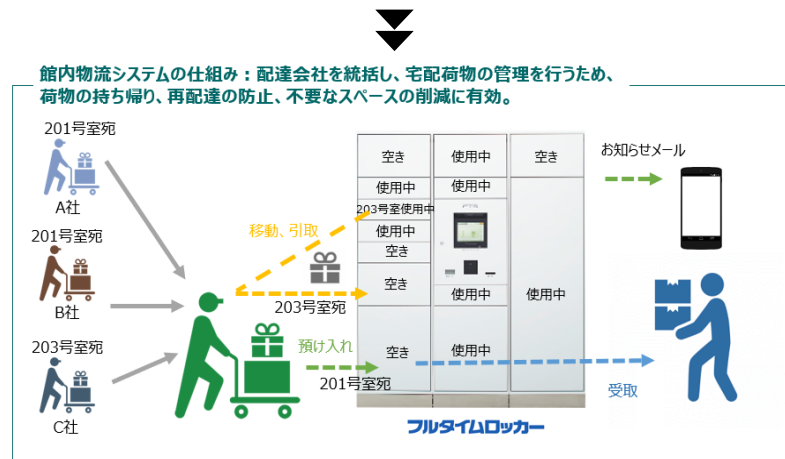 館内物流システムの仕組み：配達会社を統括し、宅配荷物の管理を行うため、
荷物の持ち帰り、再配達の防止、不要なスペースの削減に有効。
201号室宛
A社
201号室宛
B社
203号室宛
C社
移動、引取
203号室宛
預け入れ
201号室宛
空き
使用中
203号室使用中
使用中
空き
空き
空き
使用中
使用中
使用中
使用中
空き
使用中
フルタイムロッカー
お知らせメール
受取